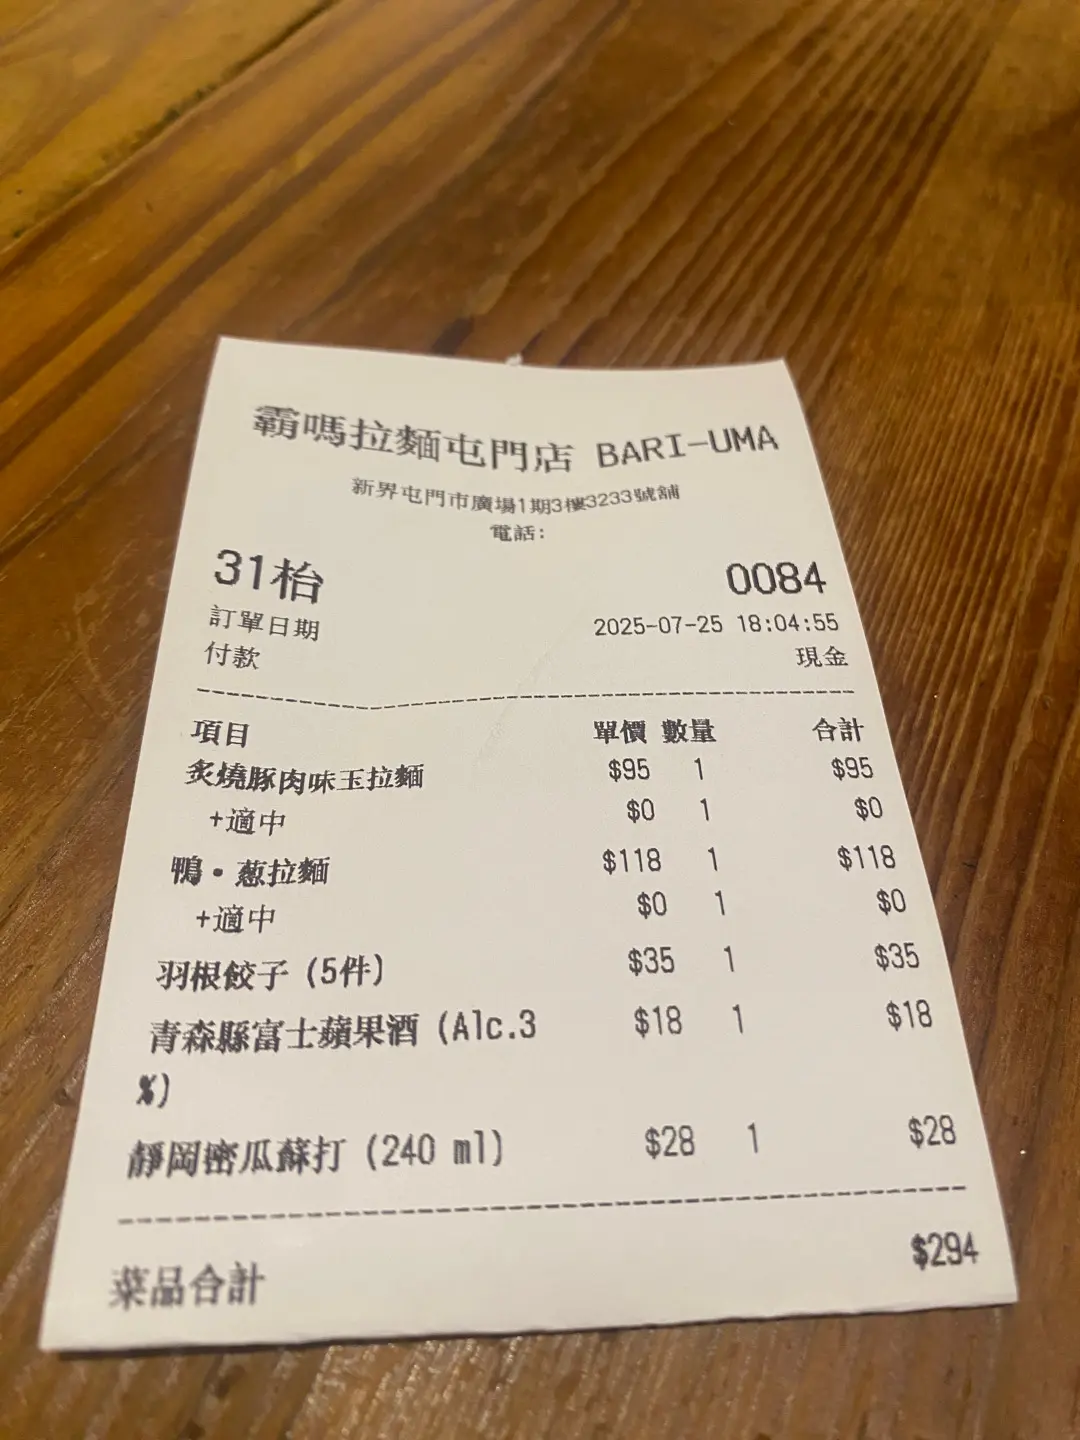 霸嗎拉麵屯門店 BARI-UMA
新界屯門市廣場1期3樓3233號舖
電話:
31枱 0084
訂單日期 2025-07-25 18:04:55
付款 現金
項目 單價 數量 合計
炙燒豚肉味玉拉麵 $95 1 $95
+適中 $0 1 $0
鴨・葱拉麵 $118 1 $118
+適中 $0 1 $0
羽根餃子 (5件) $35 1 $35
青森縣富士蘋果酒 (Alc.3 $18 1 $18
%)
靜岡密瓜蘇打 (240 ml) $28 1 $28
菜品合計 $294